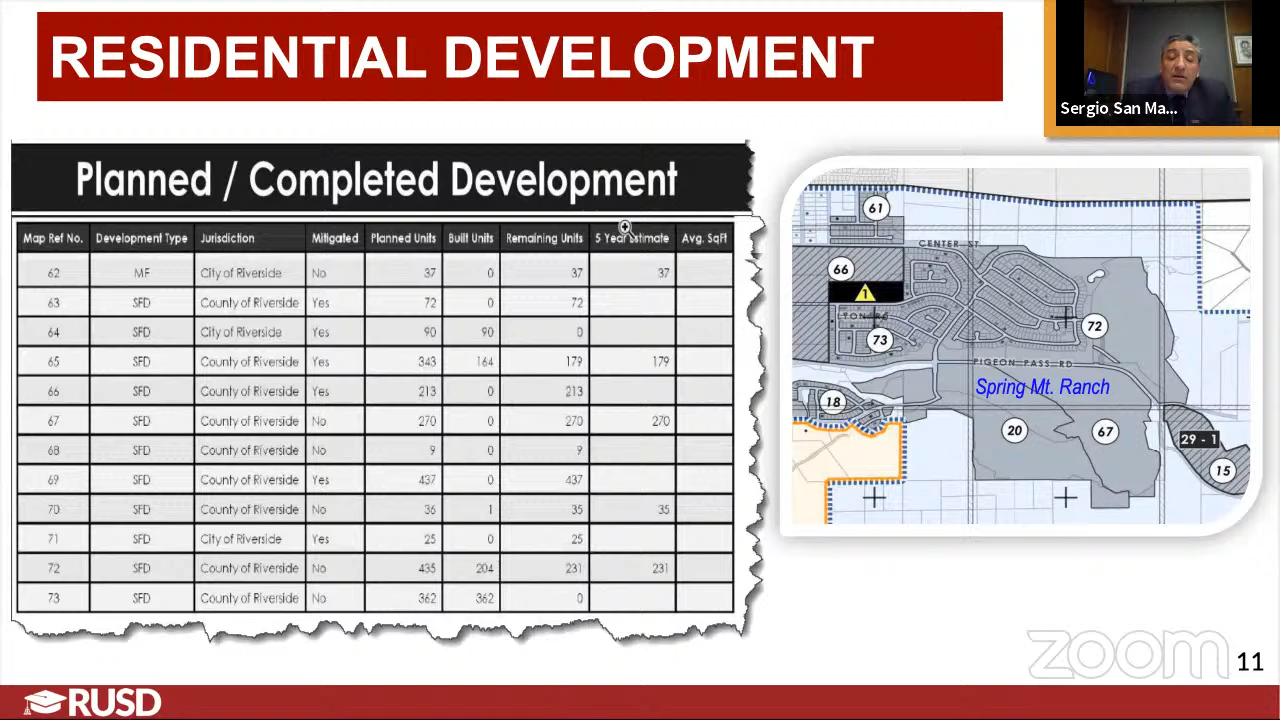 RESIDENTIAL DEVELOPMENT
Sergio San Ma...
Planned / Completed Development
Map Ref No. Development Type Jurisdiction Mitigated Planned Units Built Units Remaining Units 5 Year Estimate Avg. SqFt
62 MF City of Riverside No 37 0 37 37
63 SFD County of Riverside Yes 72 0 72
64 SFD City of Riverside Yes 90 90 0
65 SFD County of Riverside Yes 343 164 179 179
66 SFD County of Riverside Yes 213 0 213
67 SFD County of Riverside No 270 0 270 270
68 SFD County of Riverside No 9 0 9
69 SFD County of Riverside Yes 437 0 437
70 SFD County of Riverside No 36 1 35 35
71 SFD City of Riverside Yes 25 0 25
72 SFD County of Riverside No 435 204 231 231
73 SFD County of Riverside No 362 362 0
61
CENTER ST
66
1
LYON RD
72
73
PIGEON PASS RD
Spring Mt. Ranch
18
20
67
29 - 1
15
zoom
11
RUSD